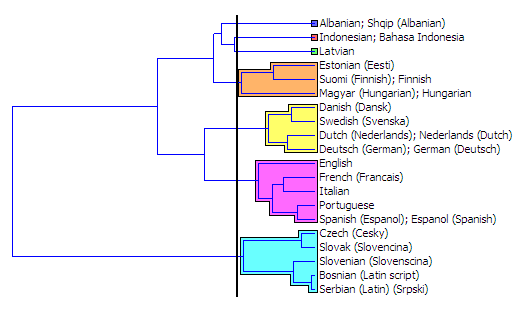 Albanian; Shqip (Albanian)
Indonesian; Bahasa Indonesia
Latvian
Estonian (Eesti)
Suomi (Finnish); Finnish
Magyar (Hungarian); Hungarian
Danish (Dansk)
Swedish (Svenska)
Dutch (Nederlands); Nederlands (Dutch)
Deutsch (German); German (Deutsch)
English
French (Francais)
Italian
Portuguese
Spanish (Espanol); Espanol (Spanish)
Czech (Cesky)
Slovak (Slovencina)
Slovenian (Slovenscina)
Bosnian (Latin script)
Serbian (Latin) (Srpski)